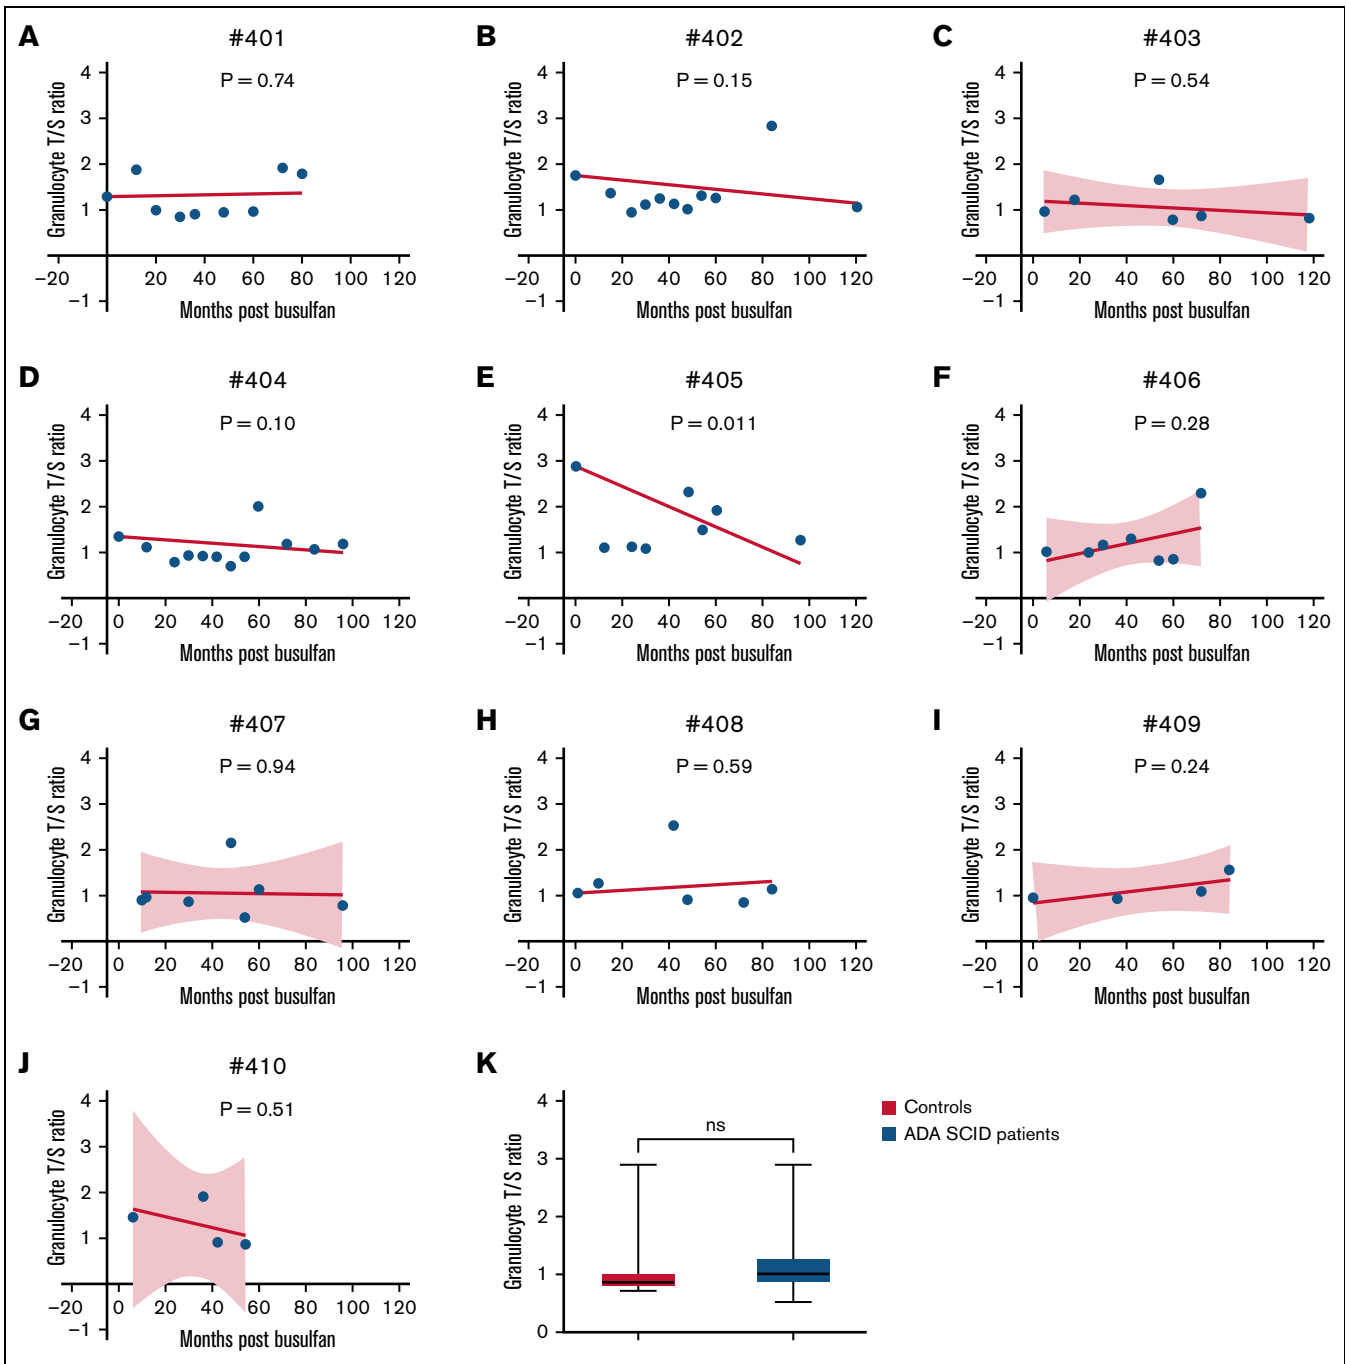 A
#401
P = 0.74
Granulocyte T/S ratio
4
3
2
1
−1
−20 20 40 60 80 100 120
Months post busulfan
B
#402
P = 0.15
Granulocyte T/S ratio
4
3
2
1
−1
−20 0 20 40 60 80 100 120
Months post busulfan
C
#403
P = 0.54
Granulocyte T/S ratio
4
3
2
1
−1
−20 0 20 40 60 80 100 120
Months post busulfan
D
#404
P = 0.10
Granulocyte T/S ratio
4
3
2
1
−1
−20 0 20 40 60 80 100 120
Months post busulfan
E
#405
P = 0.011
Granulocyte T/S ratio
4
3
2
1
−1
−20 0 20 40 60 80 100 120
Months post busulfan
F
#406
P = 0.28
Granulocyte T/S ratio
4
3
2
1
−1
−20 0 20 40 60 80 100 120
Months post busulfan
G
#407
P = 0.94
Granulocyte T/S ratio
4
3
2
1
−1
−20 0 20 40 60 80 100 120
Months post busulfan
H
#408
P = 0.59
Granulocyte T/S ratio
4
3
2
1
−1
−20 0 20 40 60 80 100 120
Months post busulfan
I
#409
P = 0.24
Granulocyte T/S ratio
4
3
2
1
−1
−20 0 20 40 60 80 100 120
Months post busulfan
J
#410
P = 0.51
Granulocyte T/S ratio
4
3
2
1
−1
−20 0 20 40 60 80 100 120
Months post busulfan
K
Granulocyte T/S ratio
4
3
2
1
0
ns
Controls
ADA SCID patients